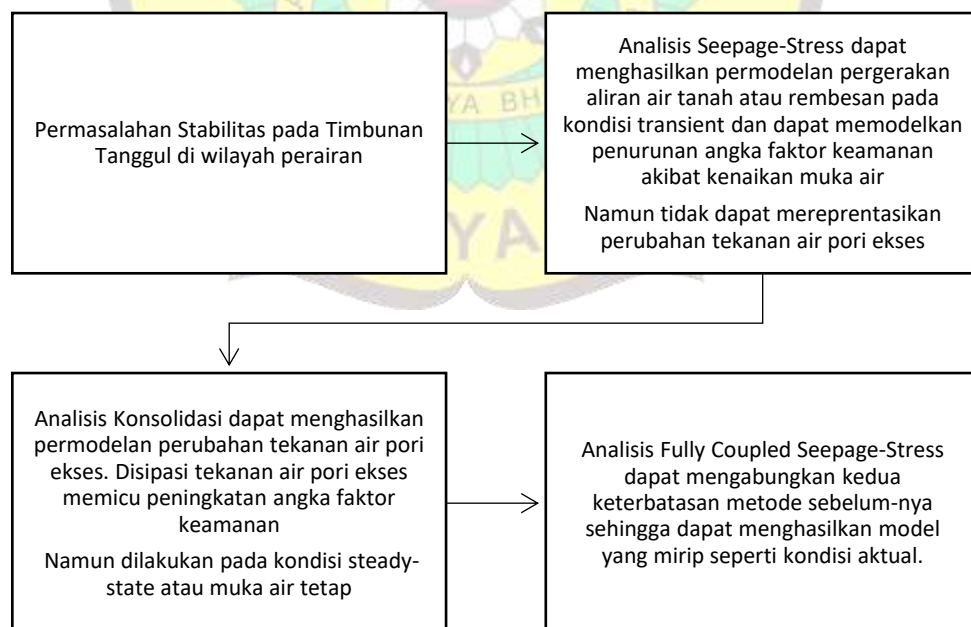 Permasalahan Stabilitas pada Timbunan
Tanggul di wilayah perairan
Analisis Seepage-Stress dapat
menghasilkan permodelan pergerakan
aliran air tanah atau rembesan pada
kondisi transient dan dapat memodelkan
penurunan angka faktor keamanan
akibat kenaikan muka air
Namun tidak dapat mereprentasikan
perubahan tekanan air pori ekses
YA BH
YA
Analisis Konsolidasi dapat menghasilkan
permodelan perubahan tekanan air pori
ekses. Disipasi tekanan air pori ekses
memicu peningkatan angka faktor
keamanan
Namun dilakukan pada kondisi steady-
state atau muka air tetap
Analisis Fully Coupled Seepage-Stress
dapat mengabungkan kedua
keterbatasan metode sebelum-nya
sehingga dapat menghasilkan model
yang mirip seperti kondisi aktual.